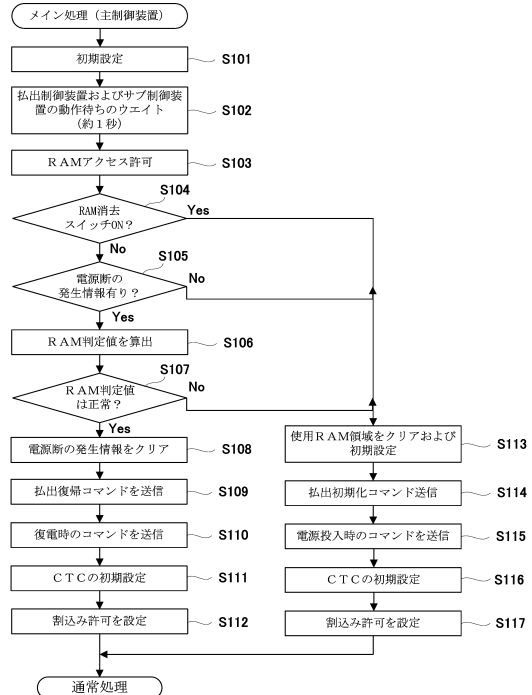 メイン処理（主制御装置）
初期設定
S101
払出制御装置およびサブ制御装
置の動作待ちのウエイト
（約１秒）
S102
ＲＡＭアクセス許可
S103
S104
RAM消去
スイッチON？
Yes
No
S105
電源断の
発生情報有り？
No
Yes
ＲＡＭ判定値を算出
S106
S107
ＲＡＭ判定値
は正常？
No
Yes
電源断の発生情報をクリア
S108
払出復帰コマンドを送信
S109
復電時のコマンドを送信
S110
ＣＴＣの初期設定
S111
割込み許可を設定
S112
使用ＲＡＭ領域をクリアおよび
初期設定
S113
払出初期化コマンド送信
S114
電源投入時のコマンドを送信
S115
ＣＴＣの初期設定
S116
割込み許可を設定
S117
通常処理